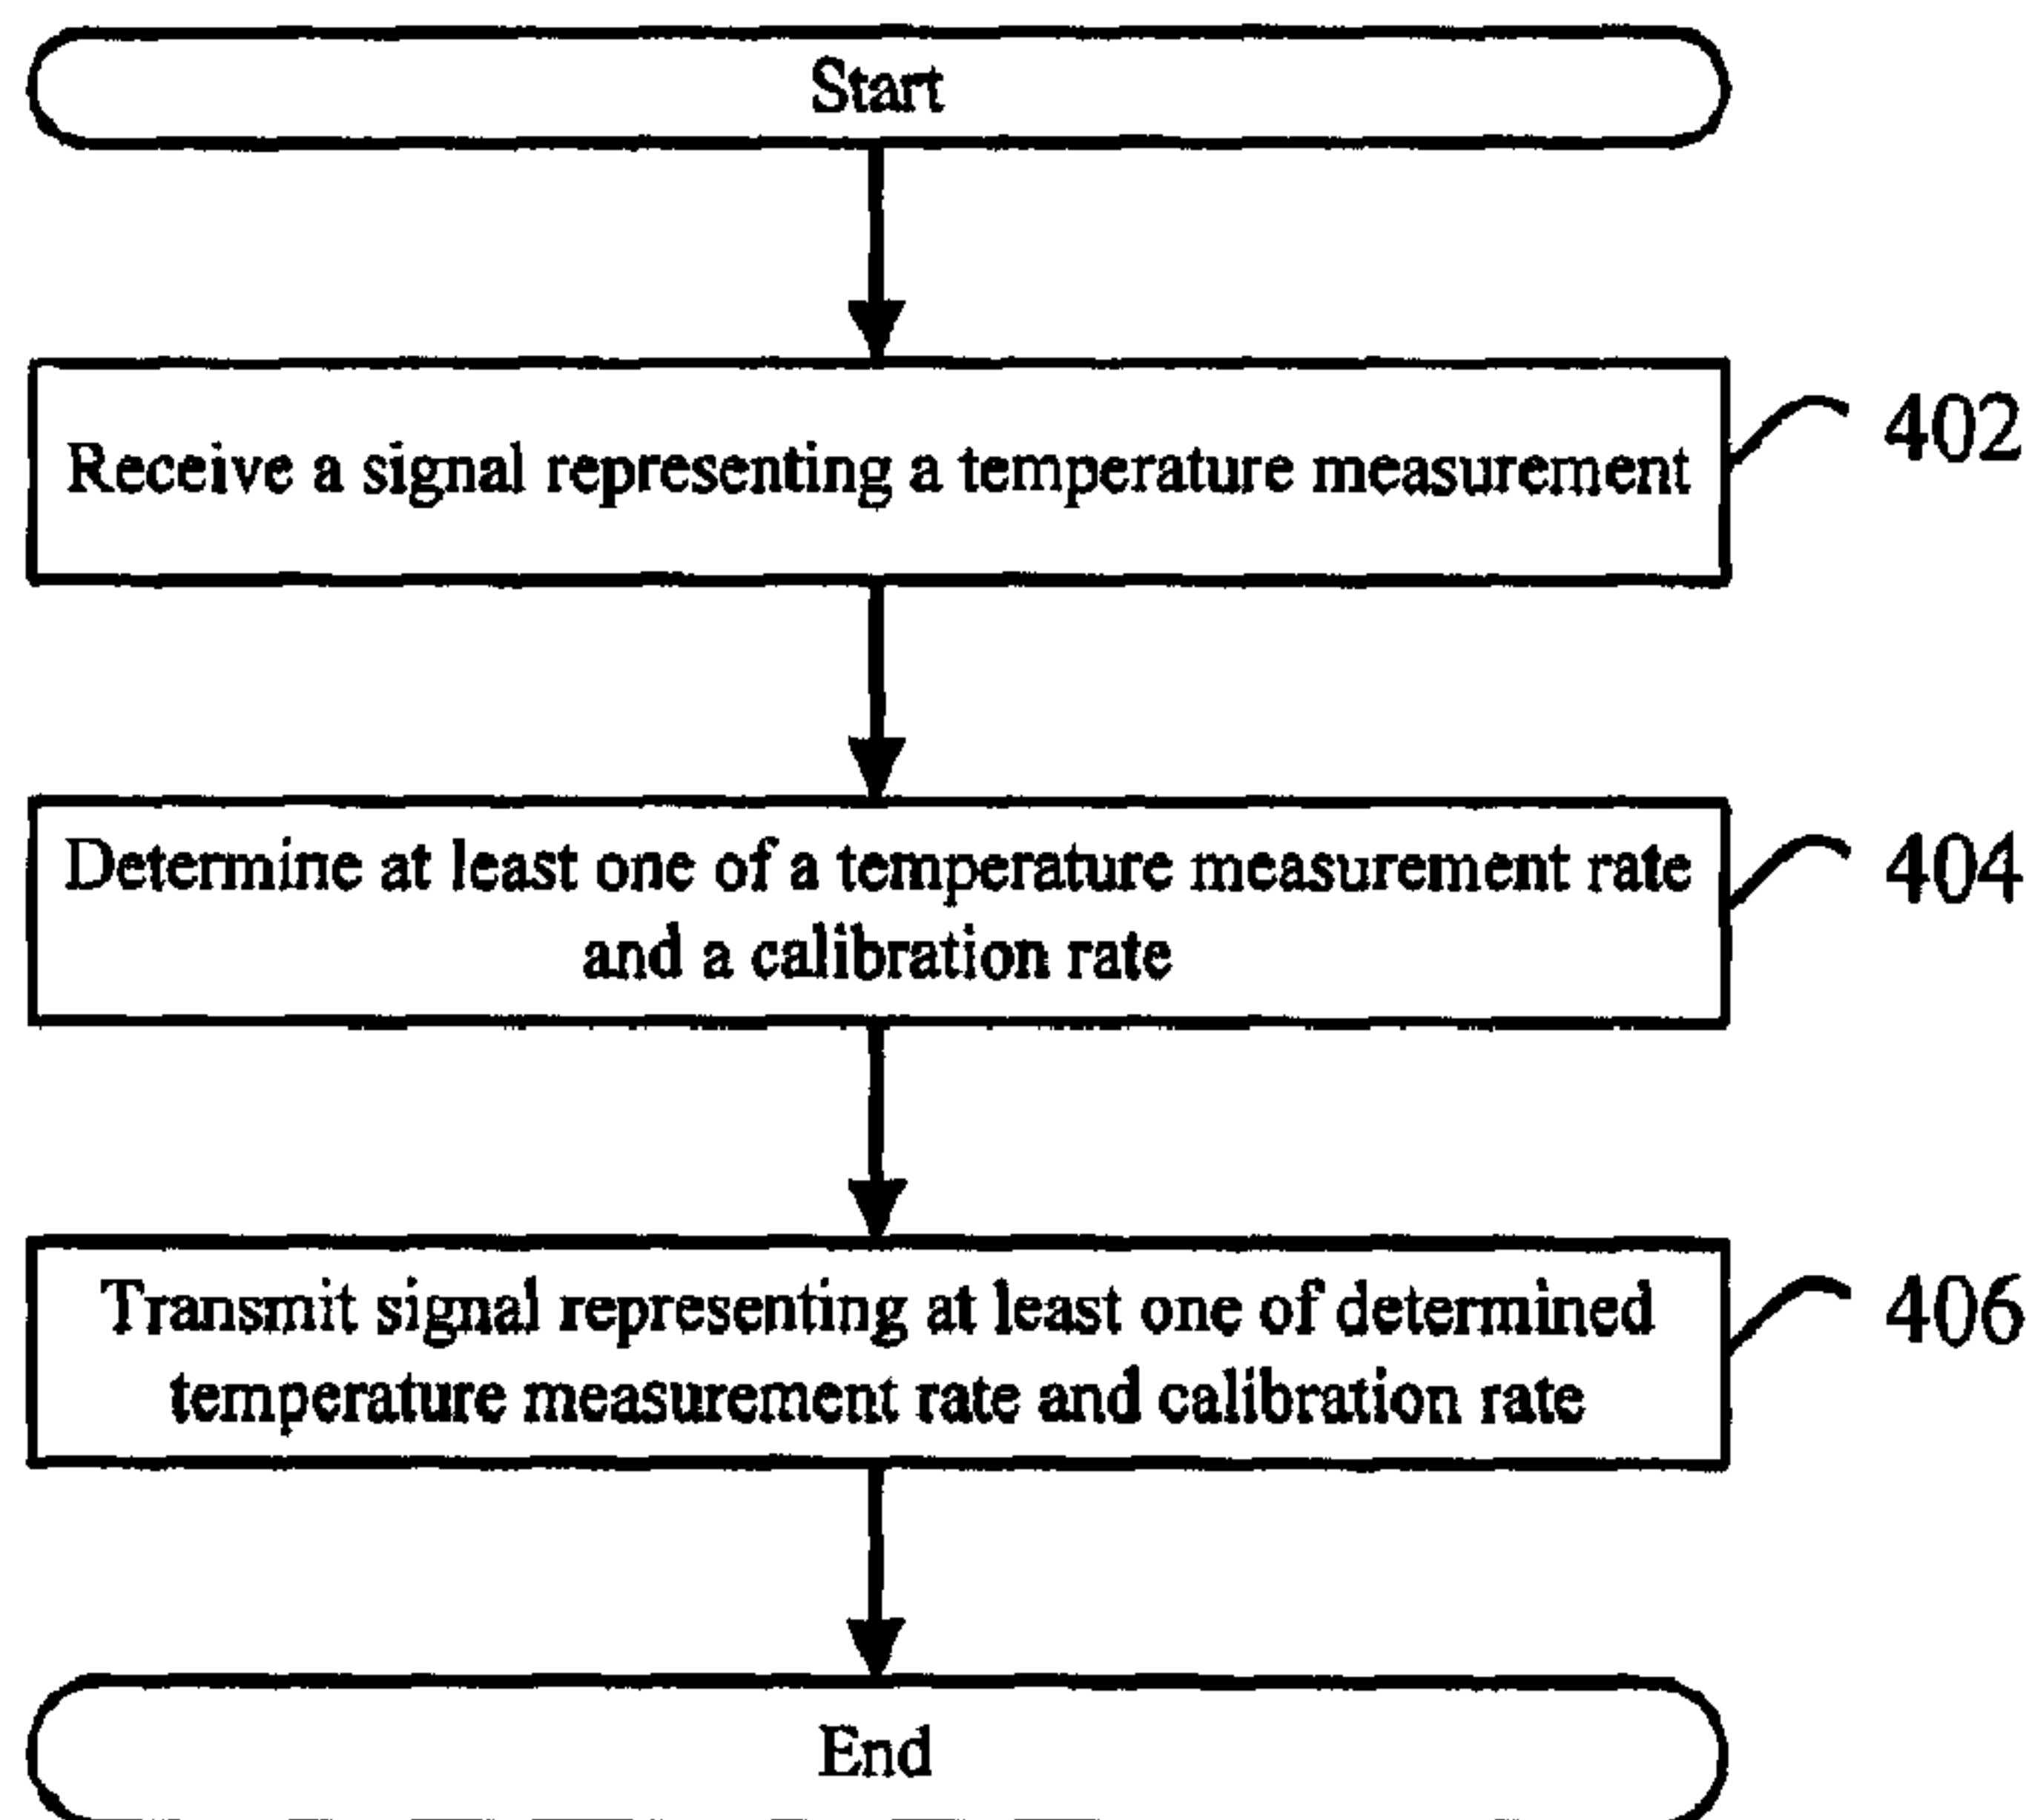 Start
Receive a signal representing a temperature measurement
402
Determine at least one of a temperature measurement rate
and a calibration rate
404
Transmit signal representing at least one of determined
temperature measurement rate and calibration rate
406
End